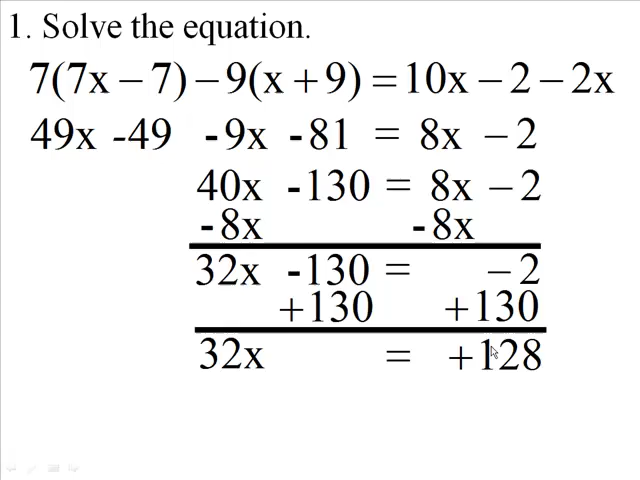 1. Solve the equation.
7(7x − 7) − 9(x + 9) = 10x − 2 − 2x
49x -49 -9x -81 = 8x − 2
40x -130 = 8x − 2
-8x -8x
32x -130 = − 2
+130 +130
32x = +128